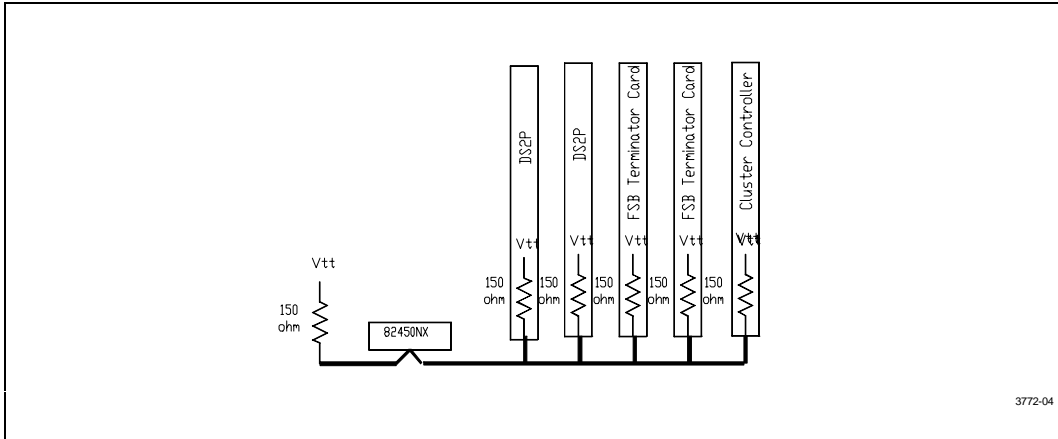 DS2P
DS2P
FSB Terminator Card
FSB Terminator Card
Cluster Controller
Vtt
Vtt
Vtt
Vtt
Vtt
Vtt
150
ohm
150
ohm
150
ohm
150
ohm
150
ohm
150
ohm
82450NX
3772-04